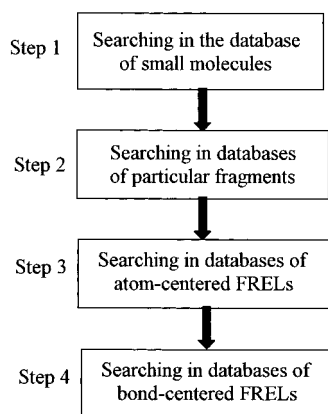 Step 1
Searching in the database
of small molecules
Step 2
Searching in databases
of particular fragments
Step 3
Searching in databases of
atom-centered FRELs
Step 4
Searching in databases of
bond-centered FRELs